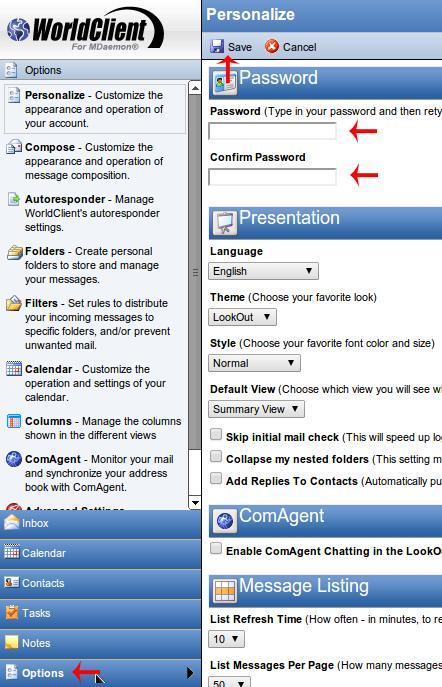 WorldClient
For MDaemon®
Options
Personalize - Customize the
appearance and operation of
your account.
Compose - Customize the
appearance and operation of
message composition.
Autoresponder - Manage
WorldClient's autoresponder
settings.
Folders - Create personal
folders to store and manage
your messages.
Filters - Set rules to distribute
your incoming messages to
specific folders, and/or prevent
unwanted mail.
Calendar - Customize the
operation and settings of your
calendar.
Columns - Manage the columns
shown in the different views
ComAgent - Monitor your mail
and synchronize your address
book with ComAgent.
Advanced Settings
Inbox
Calendar
Contacts
Tasks
Notes
Options
Personalize
Save Cancel
Password
Password (Type in your password and then rety
Confirm Password
Presentation
Language
English
Theme (Choose your favorite look)
LookOut
Style (Choose your favorite font color and size)
Normal
Default View (Choose which view you will see w
Summary View
Skip initial mail check (This will speed up lo
Collapse my nested folders (This setting m
Add Replies To Contacts (Automatically pu
ComAgent
Enable ComAgent Chatting in the LookO
Message Listing
List Refresh Time (How often - in minutes, to re
10
List Messages Per Page (How many messages
50